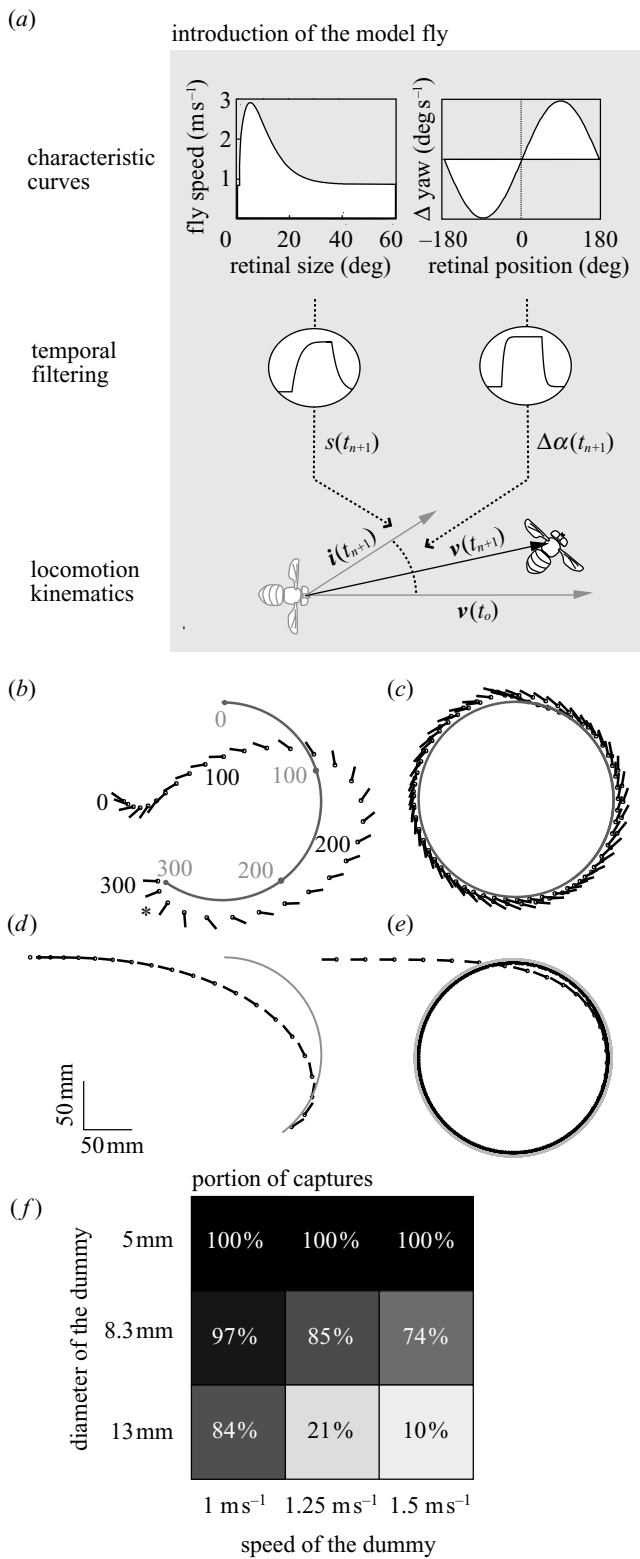 (a)
introduction of the model fly
characteristic
curves
fly speed (m s⁻¹)
3
2
1
0 20 40 60
retinal size (deg)
Δ yaw (deg s⁻¹)
−180 0 180
retinal position (deg)
temporal
filtering
s(tₙ₊₁)
Δα(tₙ₊₁)
locomotion
kinematics
i(tₙ₊₁)
v(tₙ₊₁)
v(tₒ)
(b)
0
100
100
0
200
300
200
300
*
(c)
(d)
50 mm
50 mm
(e)
(f)
portion of captures
diameter of the dummy
5 mm 100% 100% 100%
8.3 mm 97% 85% 74%
13 mm 84% 21% 10%
1 m s⁻¹ 1.25 m s⁻¹ 1.5 m s⁻¹
speed of the dummy